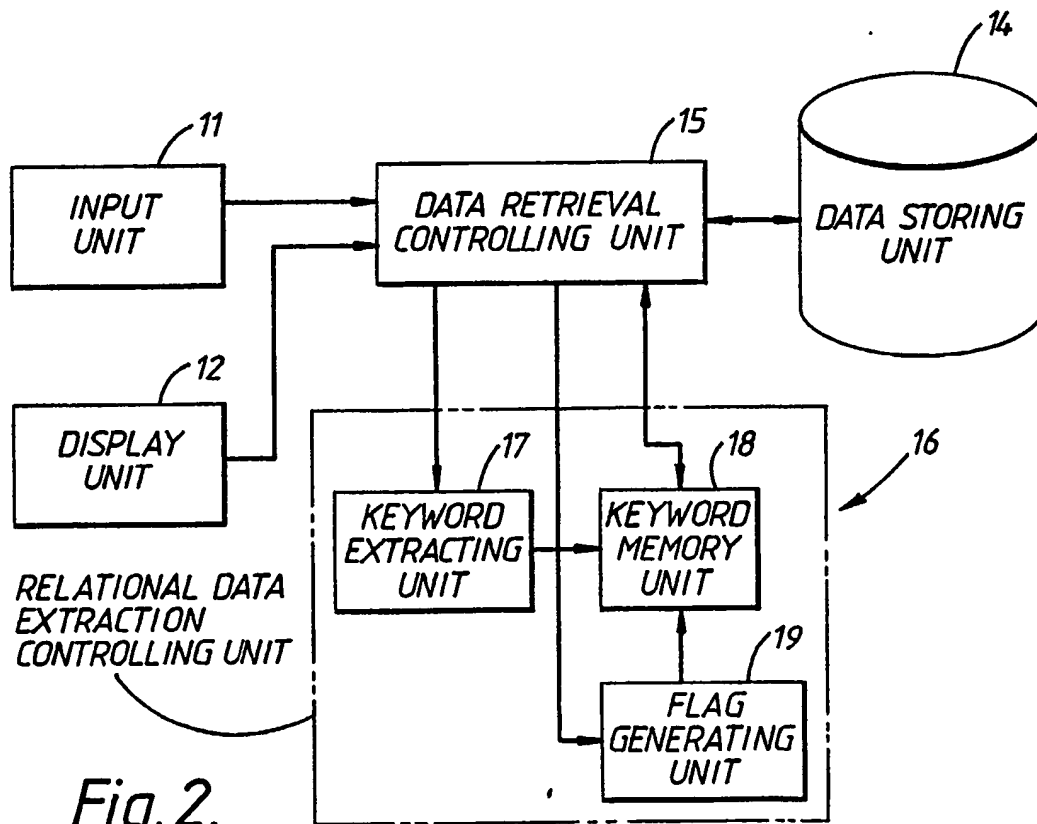 14
11
15
INPUT
UNIT
DATA RETRIEVAL
CONTROLLING UNIT
DATA STORING
UNIT
12
DISPLAY
UNIT
16
17
18
KEYWORD
EXTRACTING
UNIT
KEYWORD
MEMORY
UNIT
RELATIONAL DATA
EXTRACTION
CONTROLLING UNIT
19
FLAG
GENERATING
UNIT
Fig. 2.